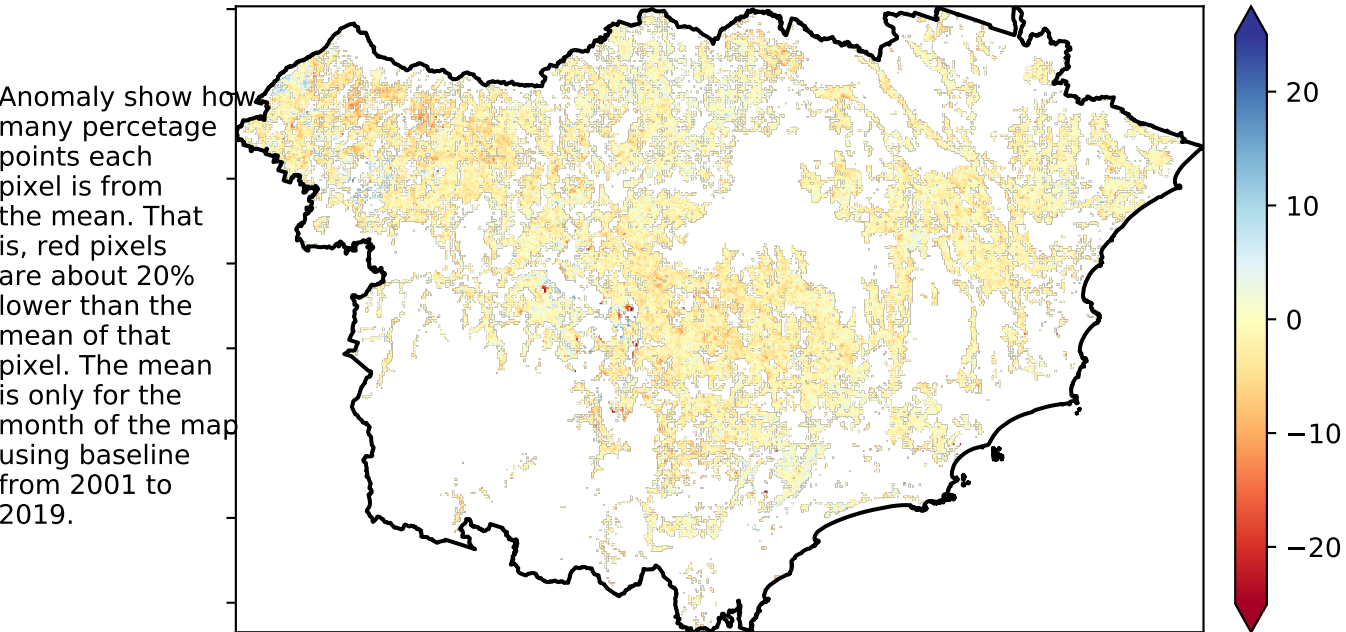 Anomaly show how
many percetage
points each
pixel is from
the mean. That
is, red pixels
are about 20%
lower than the
mean of that
pixel. The mean
is only for the
month of the map
using baseline
from 2001 to
2019.
20
10
0
−10
−20